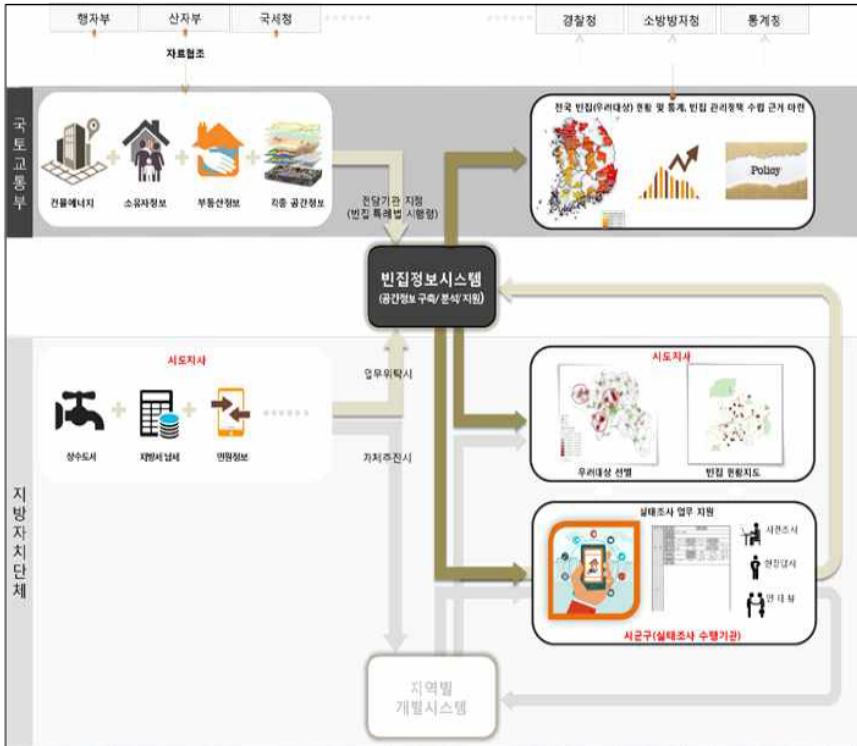 행자부
산자부
국세청
경찰청
소방방재청
통계청
자료협조
국토교통부
건물에너지
소유자정보
부동산정보
각종 공간정보
전국 빈집(우려대상) 현황 및 통계, 빈집 관리정책 수립 근거 마련
Policy
전담기관 지정
(빈집 특례법 시행령)
빈집정보시스템
(공간정보 구축/분석/지원)
지방자치단체
시도지사
상수도세
지방세 납세
민원정보
업무위탁시
자체추진시
시도지사
우려대상 선별
빈집 현황지도
실태조사 업무 지원
사전조사
현장답사
인 터 뷰
시군구(실태조사 수행기관)
지역별
개별시스템